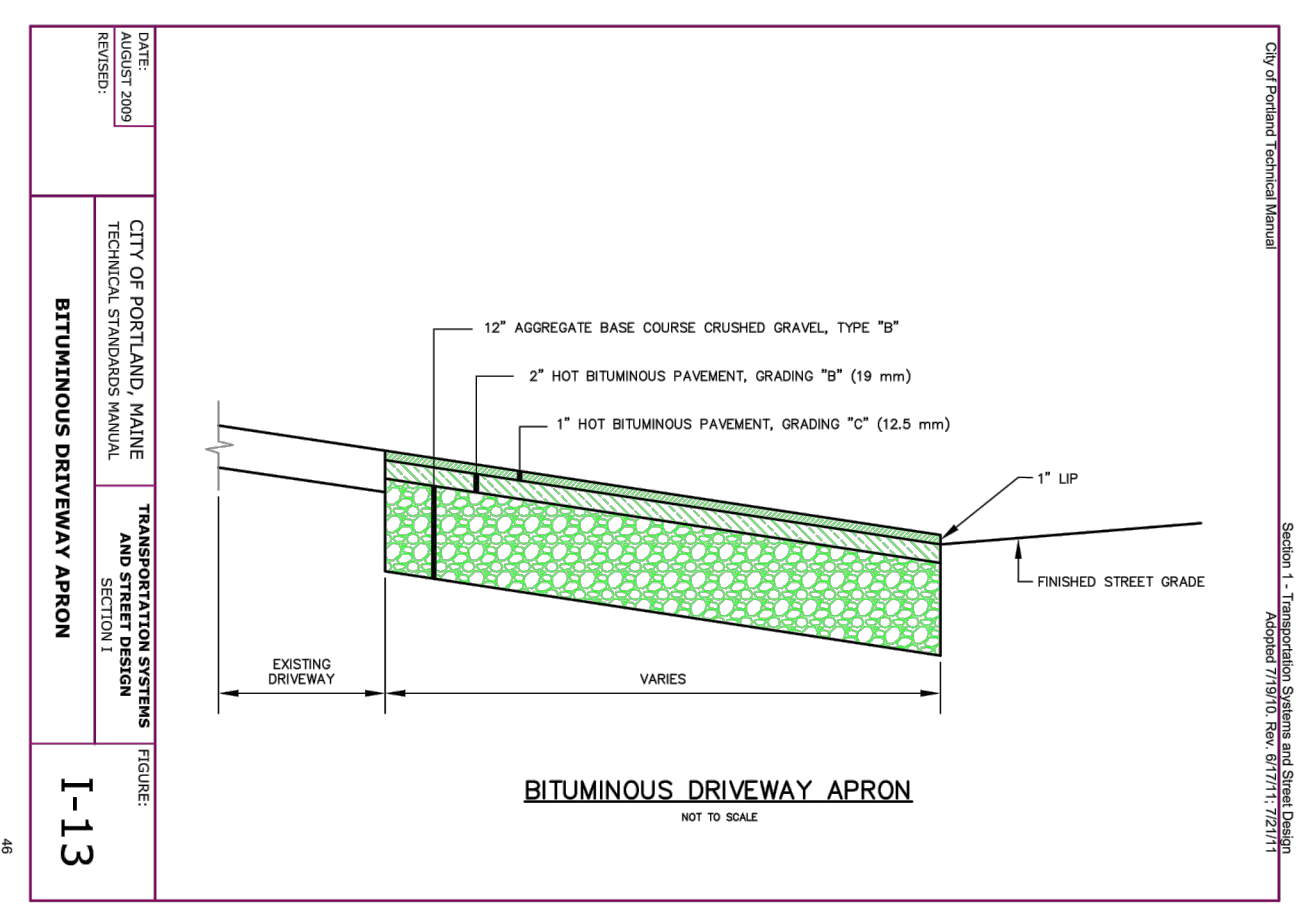 City of Portland Technical Manual
Section 1 - Transportation Systems and Street Design
Adopted 7/19/10. Rev. 6/17/11; 7/21/11
12" AGGREGATE BASE COURSE CRUSHED GRAVEL, TYPE "B"
2" HOT BITUMINOUS PAVEMENT, GRADING "B" (19 mm)
1" HOT BITUMINOUS PAVEMENT, GRADING "C" (12.5 mm)
1" LIP
FINISHED STREET GRADE
EXISTING
DRIVEWAY
VARIES
BITUMINOUS DRIVEWAY APRON
NOT TO SCALE
DATE:
AUGUST 2009
REVISED:
CITY OF PORTLAND, MAINE
TECHNICAL STANDARDS MANUAL
TRANSPORTATION SYSTEMS
AND STREET DESIGN
SECTION I
BITUMINOUS DRIVEWAY APRON
FIGURE:
I-13
46